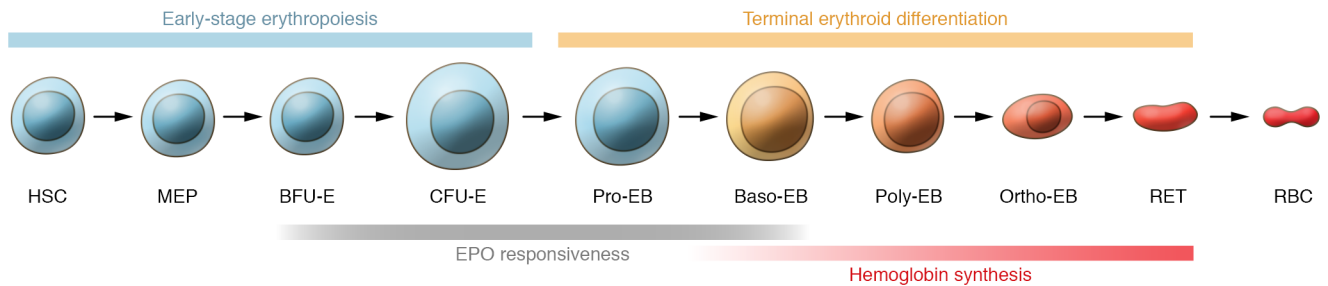 Early-stage erythropoiesis
Terminal erythroid differentiation
HSC
MEP
BFU-E
CFU-E
Pro-EB
Baso-EB
Poly-EB
Ortho-EB
RET
RBC
EPO responsiveness
Hemoglobin synthesis